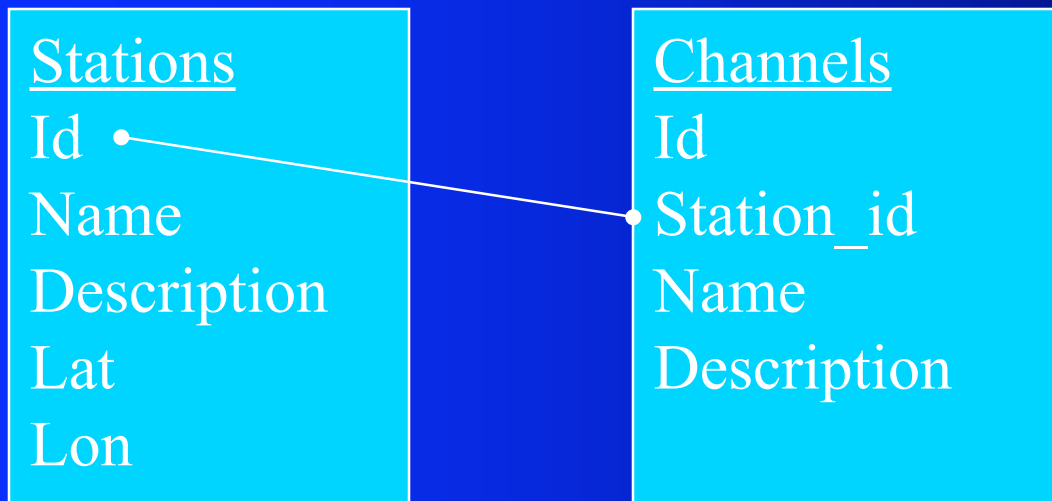 Stations
Id
Name
Description
Lat
Lon
Channels
Id
Station_id
Name
Description